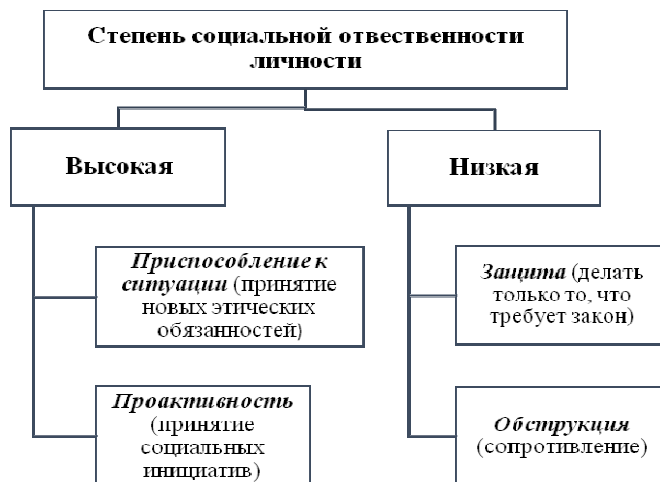 Степень социальной отвественности
личности
Высокая
Низкая
Приспособление к
ситуации (принятие
новых этических
обязанностей)
Защита (делать
только то, что
требует закон)
Проактивность
(принятие
социальных
инициатив)
Обструкция
(сопротивление)